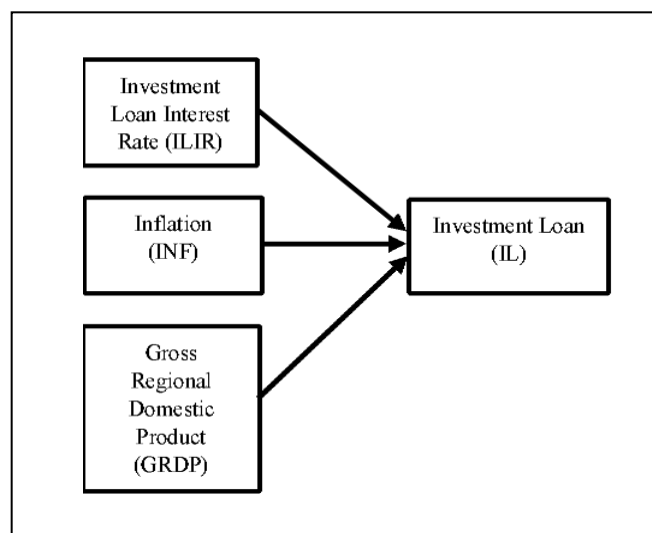 Investment
Loan Interest
Rate (ILIR)
Inflation
(INF)
Gross
Regional
Domestic
Product
(GRDP)
Investment Loan
(IL)